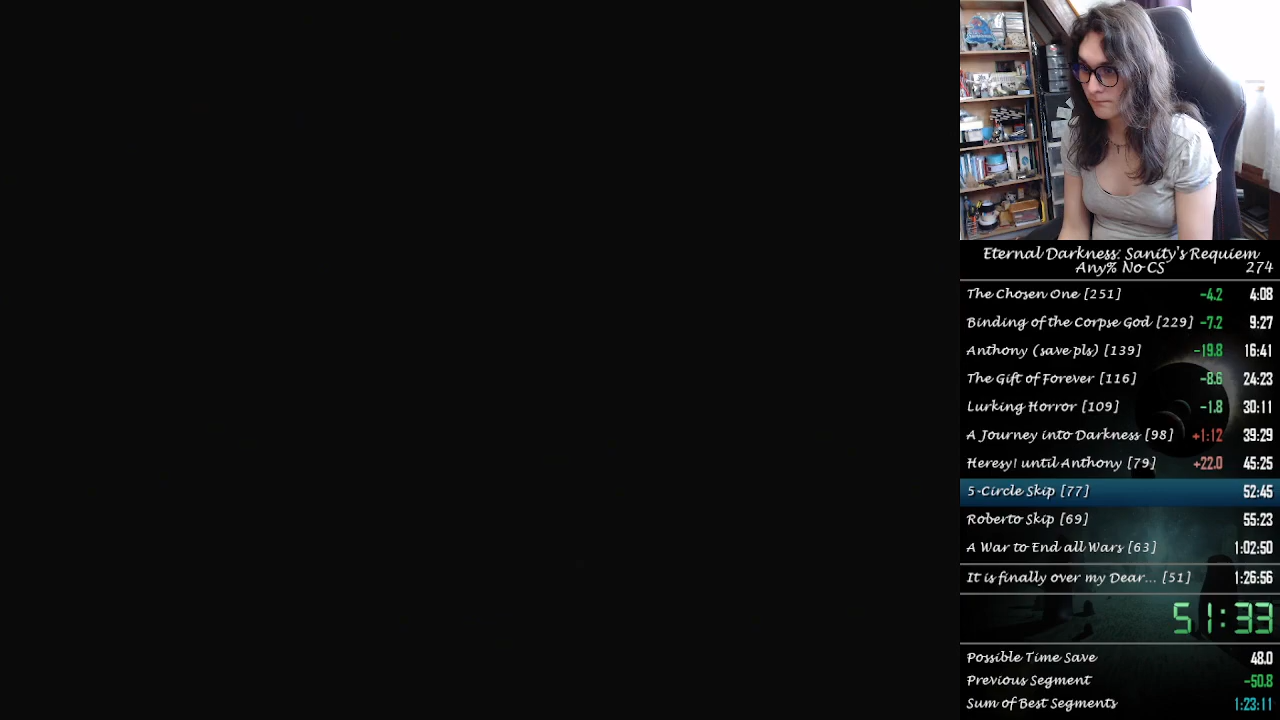 Eternal Darkness: Sanity's Requiem
Any% No CS 274
The Chosen One [251] -4.2 4:08
Binding of the Corpse God [229] -7.2 9:27
Anthony (save pls) [139] -19.8 16:41
The Gift of Forever [116] -8.6 24:23
Lurking Horror [109] -1.8 30:11
A Journey into Darkness [98] +1:12 39:29
Heresy! until Anthony [79] +22.0 45:25
5-Circle Skip [77] 52:45
Roberto Skip [69] 55:23
A War to End all Wars [63] 1:02:50
It is finally over my Dear... [51] 1:26:56
51:33
Possible Time Save 48.0
Previous Segment -50.8
Sum of Best Segments 1:23:11